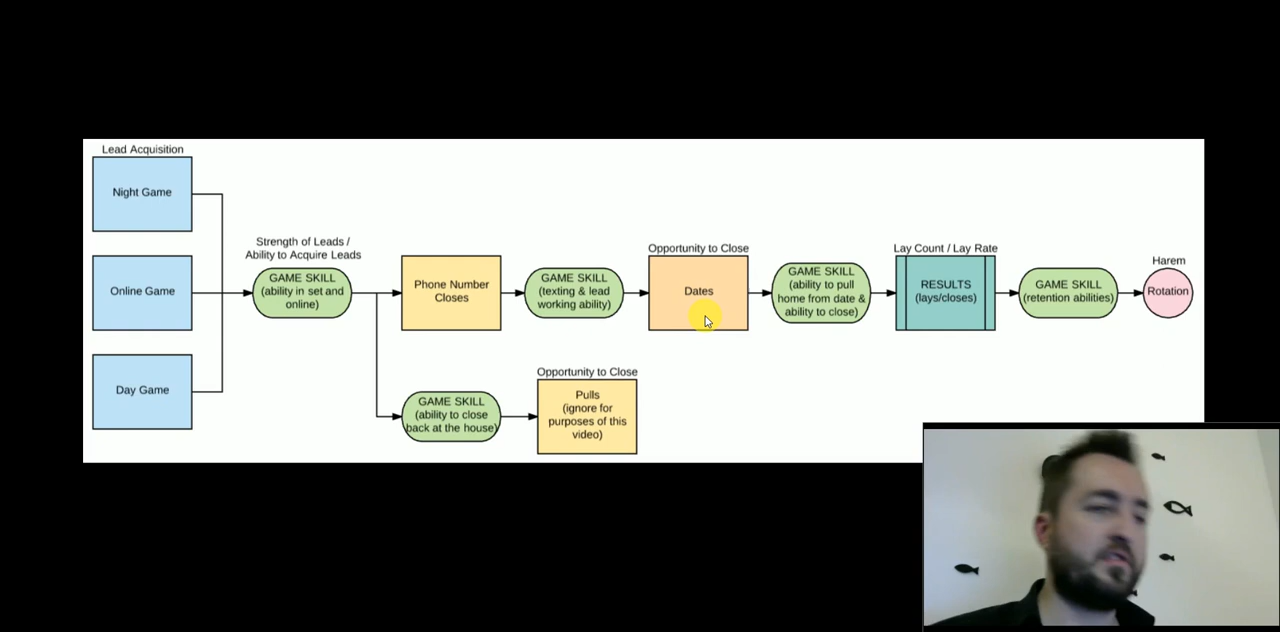 Lead Acquisition
Night Game
Online Game
Day Game
Strength of Leads /
Ability to Acquire Leads
GAME SKILL
(ability in set and
online)
Phone Number
Closes
GAME SKILL
(texting & lead
working ability)
Opportunity to Close
Dates
GAME SKILL
(ability to pull
home from date &
ability to close)
Lay Count / Lay Rate
RESULTS
(lays/closes)
GAME SKILL
(retention abilities)
Harem
Rotation
GAME SKILL
(ability to close
back at the house)
Opportunity to Close
Pulls
(ignore for
purposes of this
video)